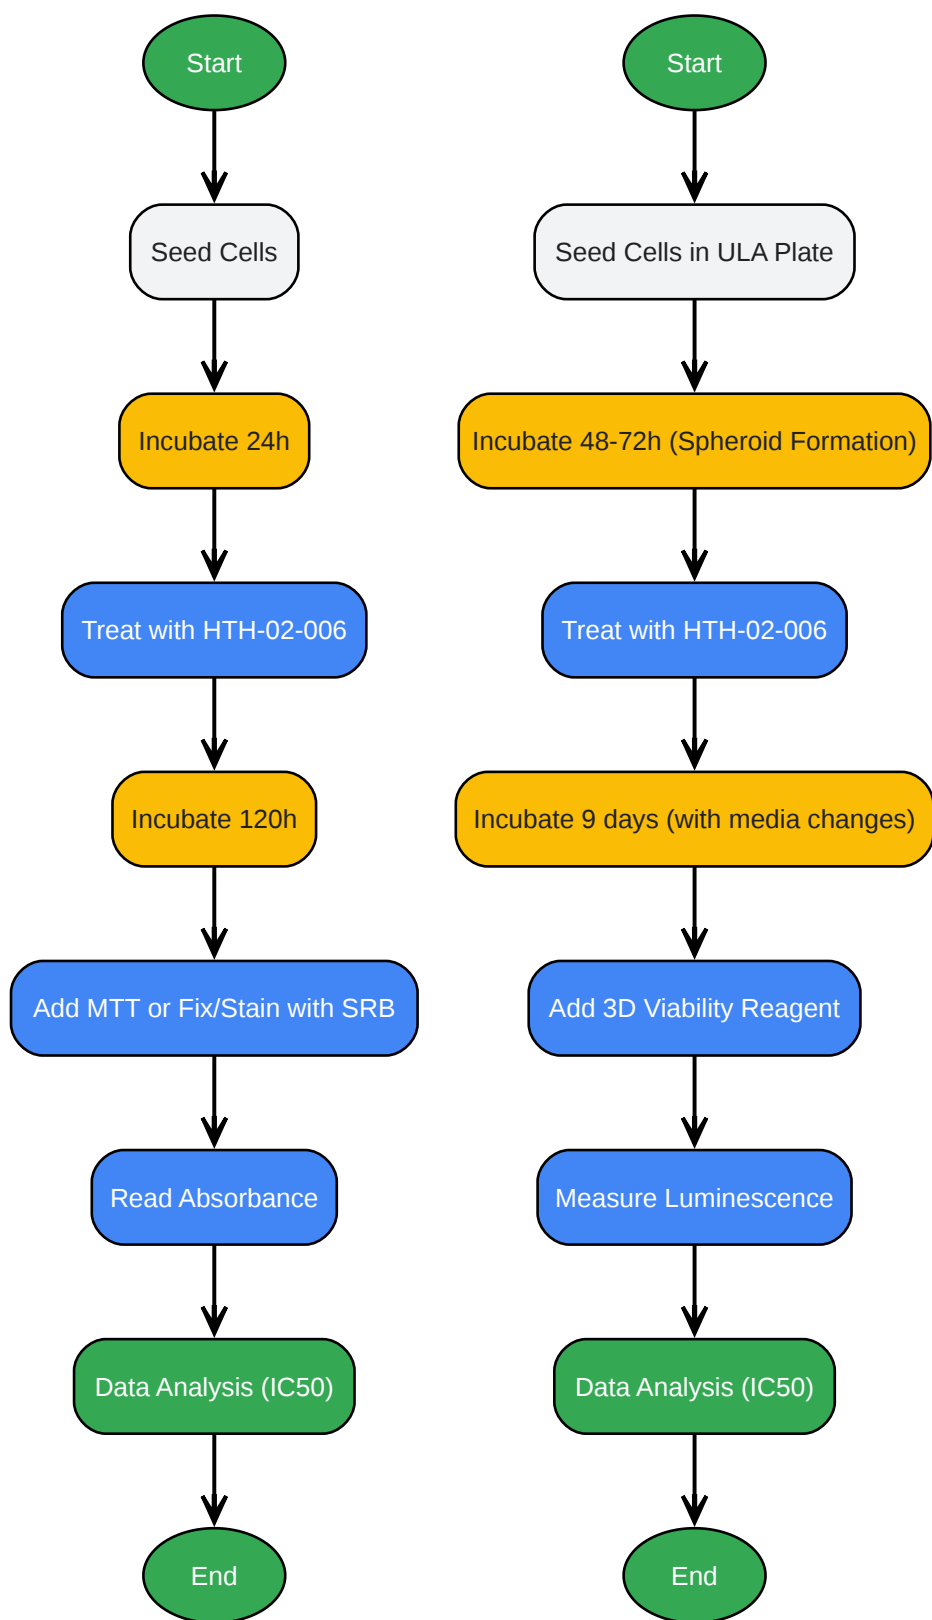 Start
Seed Cells
Incubate 24h
Treat with HTH-02-006
Incubate 120h
Add MTT or Fix/Stain with SRB
Read Absorbance
Data Analysis (IC50)
End
Start
Seed Cells in ULA Plate
Incubate 48-72h (Spheroid Formation)
Treat with HTH-02-006
Incubate 9 days (with media changes)
Add 3D Viability Reagent
Measure Luminescence
Data Analysis (IC50)
End